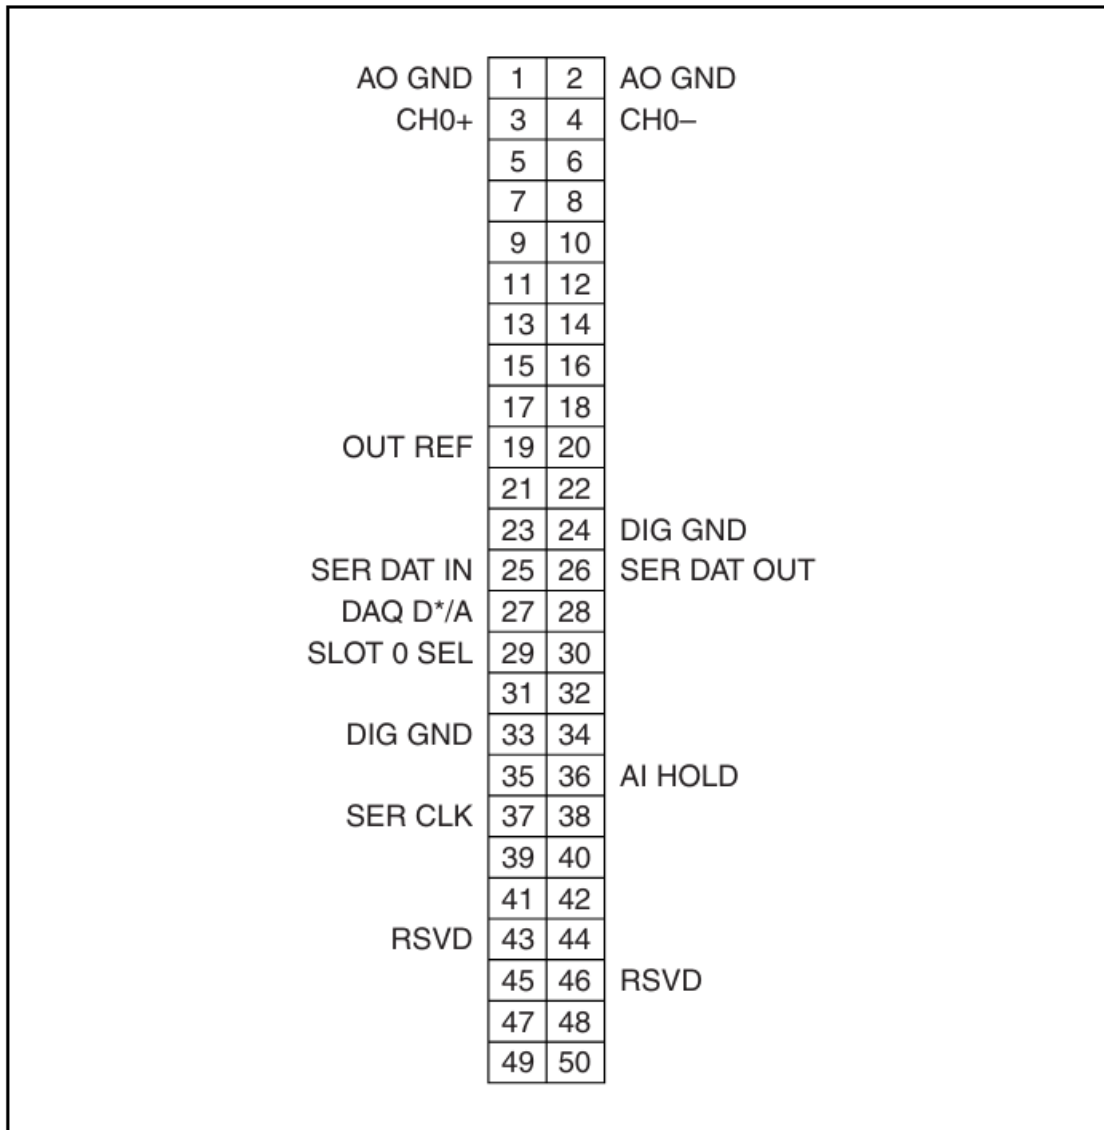 AO GND 1 2 AO GND
CH0+ 3 4 CH0–
5 6
7 8
9 10
11 12
13 14
15 16
17 18
OUT REF 19 20
21 22
23 24 DIG GND
SER DAT IN 25 26 SER DAT OUT
DAQ D*/A 27 28
SLOT 0 SEL 29 30
31 32
DIG GND 33 34
35 36 AI HOLD
SER CLK 37 38
39 40
41 42
RSVD 43 44
45 46 RSVD
47 48
49 50